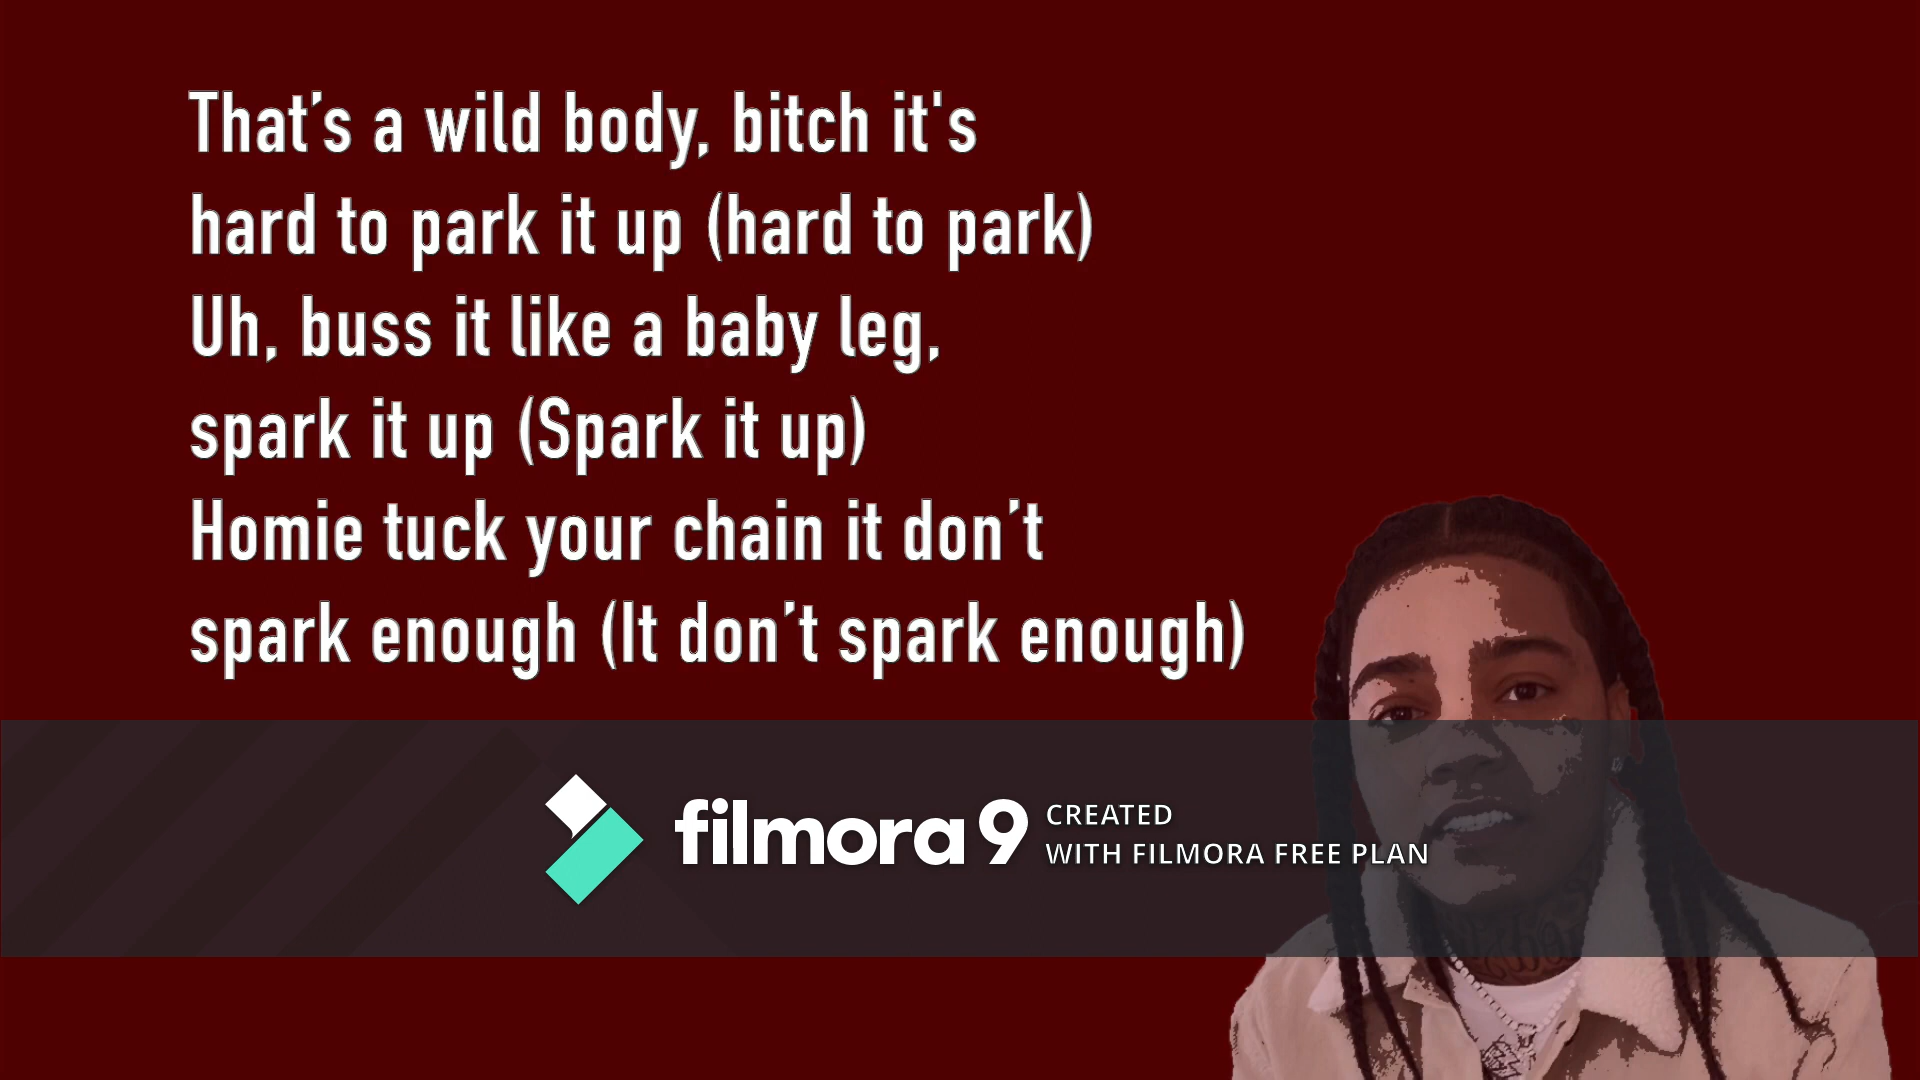 That’s a wild body, bitch it's
hard to park it up (hard to park)
Uh, buss it like a baby leg,
spark it up (Spark it up)
Homie tuck your chain it don’t
spark enough (It don’t spark enough)
filmora9 CREATED
WITH FILMORA FREE PLAN